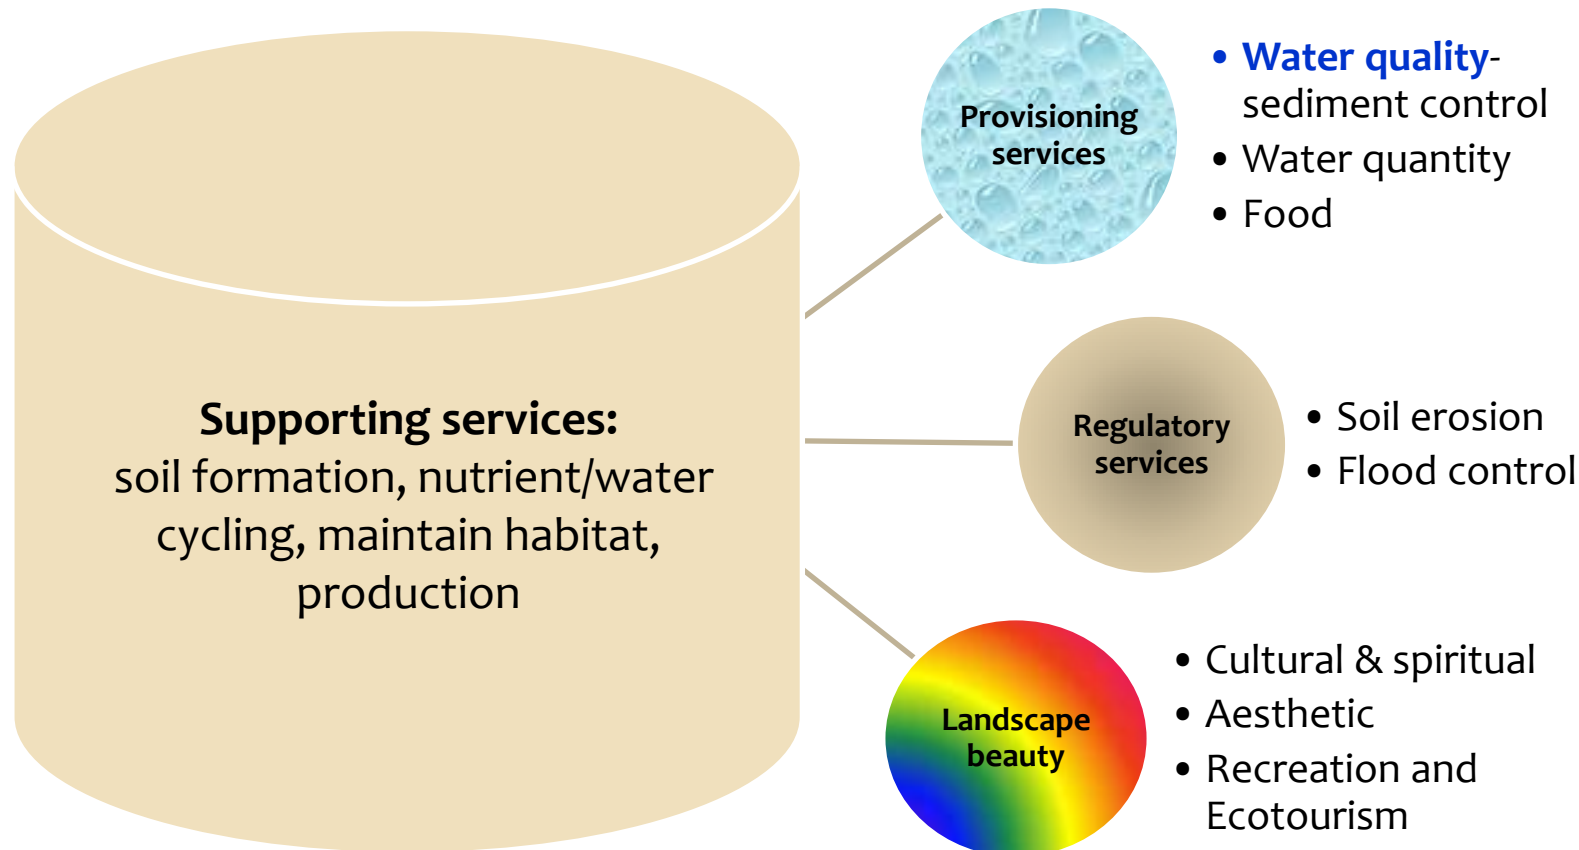 Supporting services:
soil formation, nutrient/water
cycling, maintain habitat,
production
Provisioning
services
• Water quality-
sediment control
• Water quantity
• Food
Regulatory
services
• Soil erosion
• Flood control
Landscape
beauty
• Cultural & spiritual
• Aesthetic
• Recreation and
Ecotourism